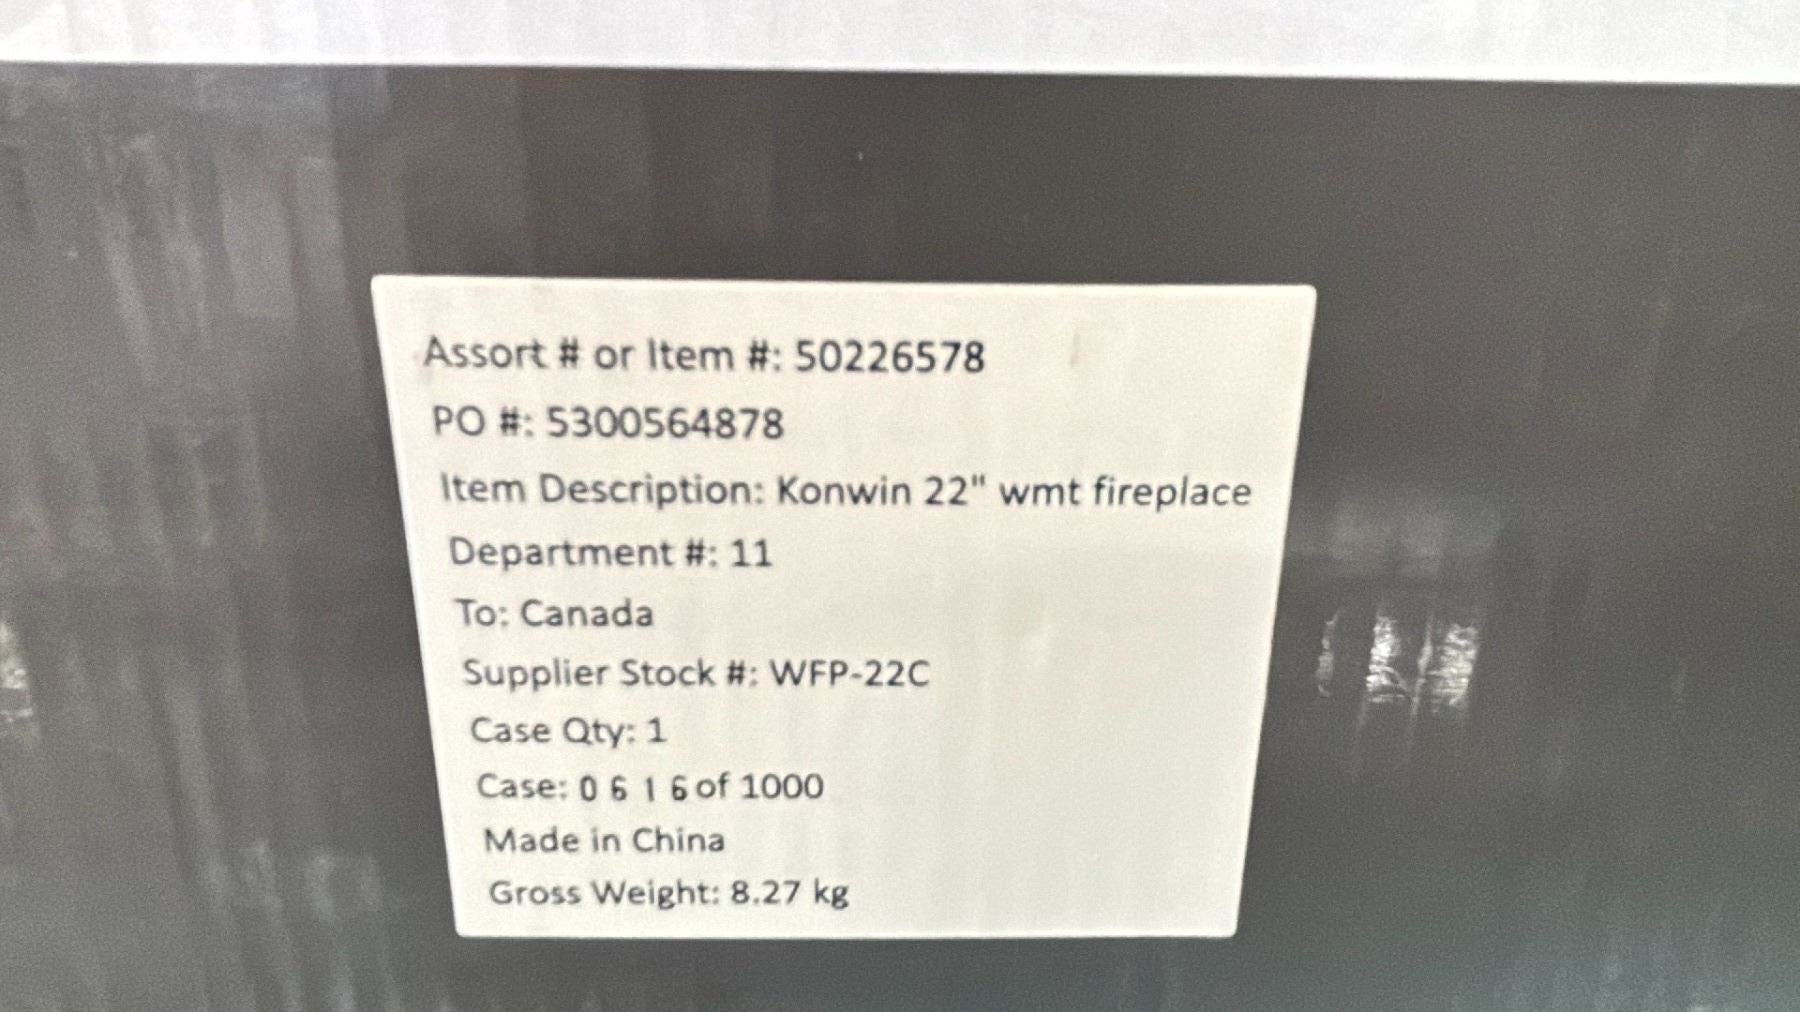 Assort # or Item #: 50226578
PO #: 5300564878
Item Description: Konwin 22" wmt fireplace
Department #: 11
To: Canada
Supplier Stock #: WFP-22C
Case Qty: 1
Case: 0 6 1 6 of 1000
Made in China
Gross Weight: 8.27 kg